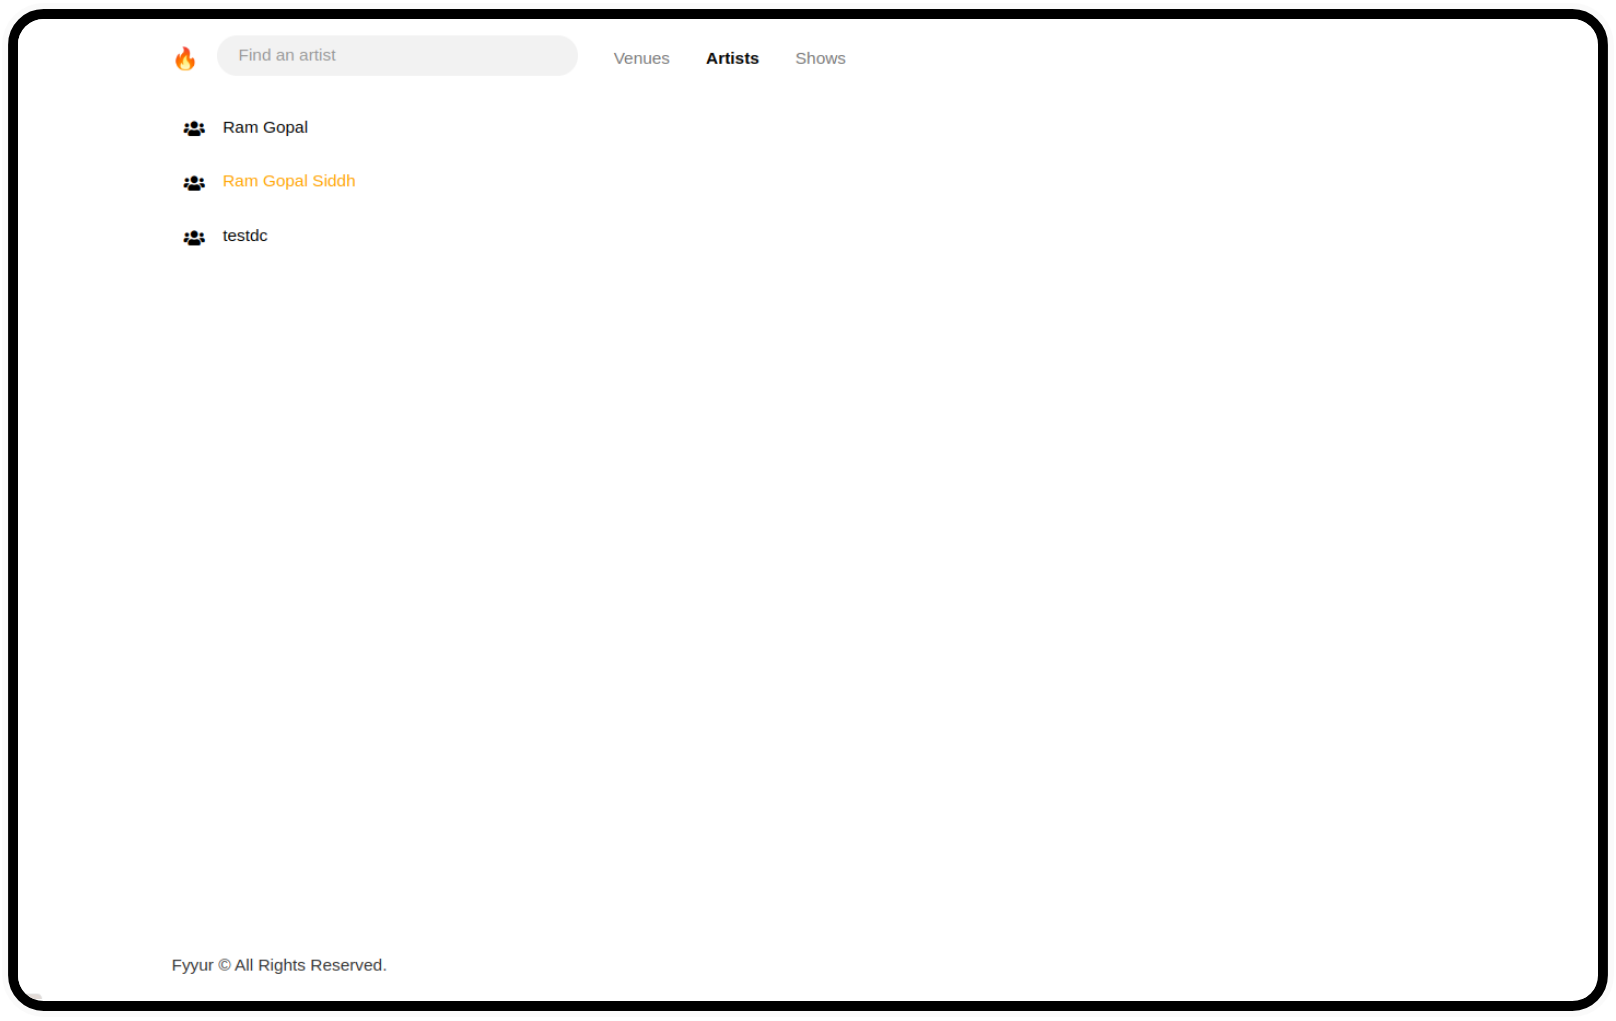 Find an artist Venues Artists Shows
Ram Gopal
Ram Gopal Siddh
testdc
Fyyur © All Rights Reserved.